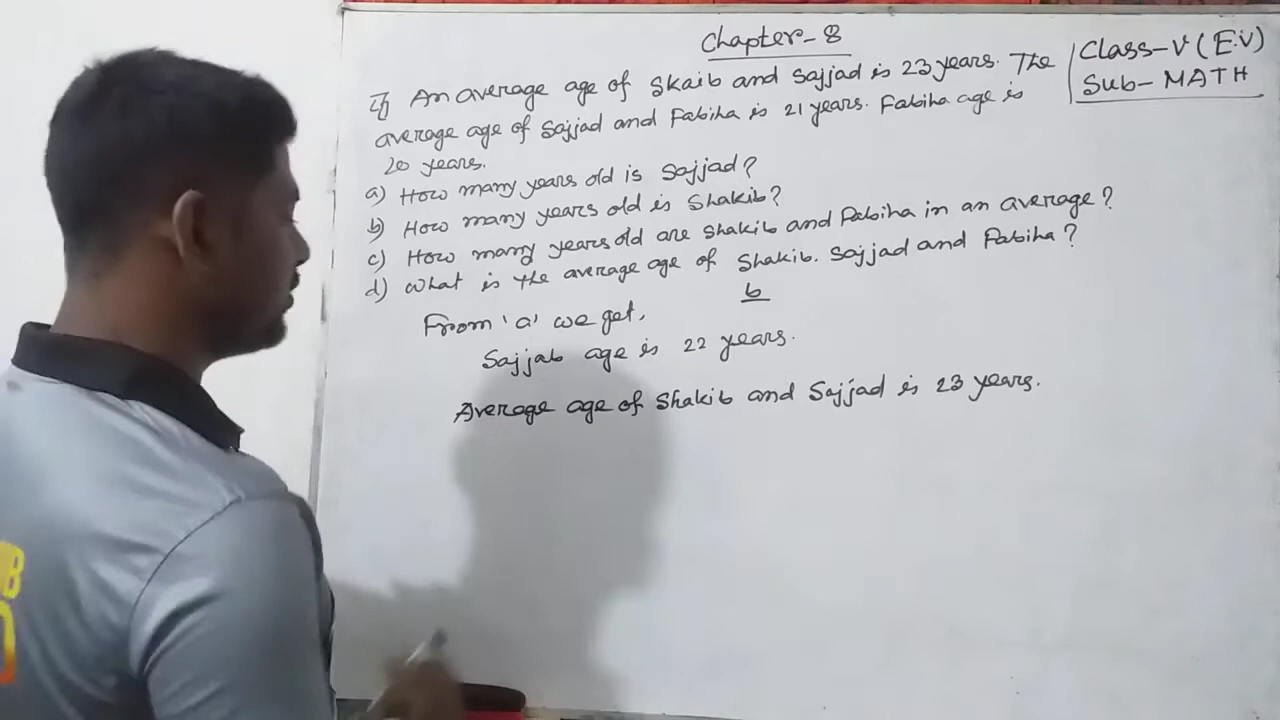 Chapter-8
Class-V (E.V)
Sub-MATH
An average age of Skaib and Sajjad is 23 years. The
average age of Sajjad and Fabiha is 21 years. Fabiha age is
20 years.
a) How many years old is Sajjad?
b) How many years old is Shakib?
c) How many years old are Shakib and Fabiha in an average?
d) What is the average age of Shakib. Sajjad and Fabiha?
b
From 'a' we get,
Sajjab age is 22 years.
Average age of Shakib and Sajjad is 23 years.